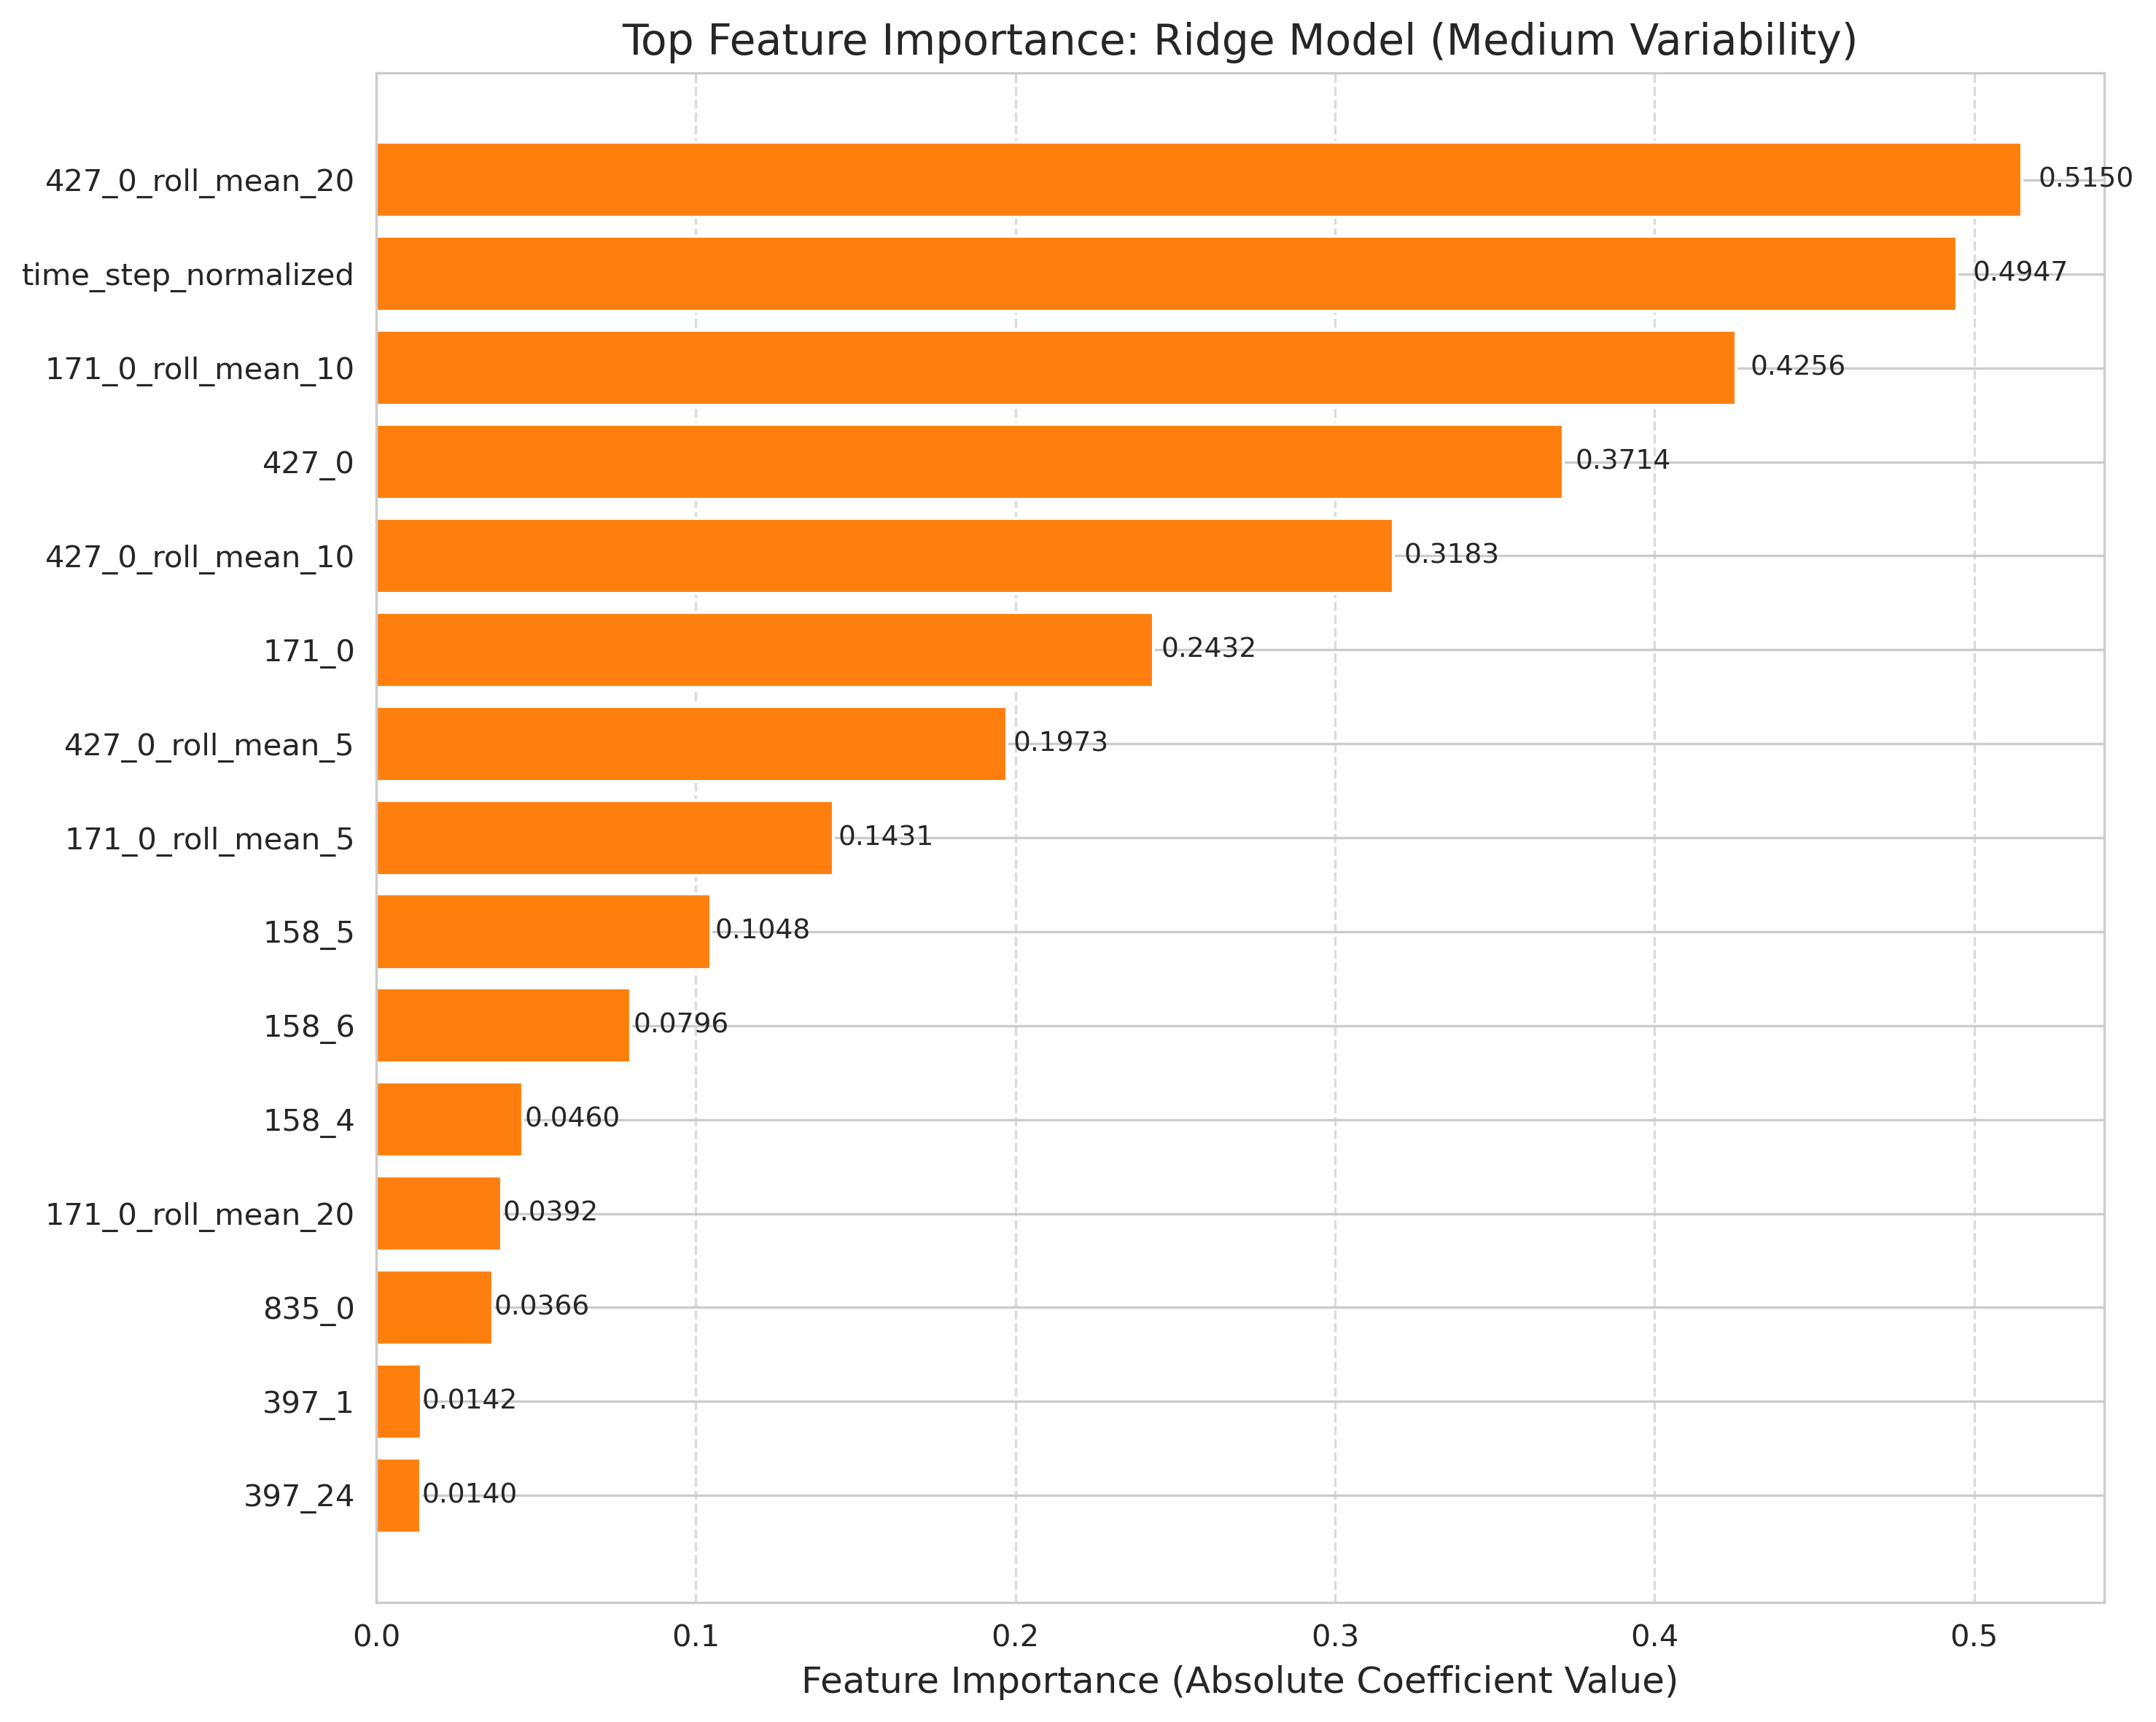 Top Feature Importance: Ridge Model (Medium Variability)
427_0_roll_mean_20 0.5150
time_step_normalized 0.4947
171_0_roll_mean_10 0.4256
427_0 0.3714
427_0_roll_mean_10 0.3183
171_0 0.2432
427_0_roll_mean_5 0.1973
171_0_roll_mean_5 0.1431
158_5 0.1048
158_6 0.0796
158_4 0.0460
171_0_roll_mean_20 0.0392
835_0 0.0366
397_1 0.0142
397_24 0.0140
0.0 0.1 0.2 0.3 0.4 0.5
Feature Importance (Absolute Coefficient Value)